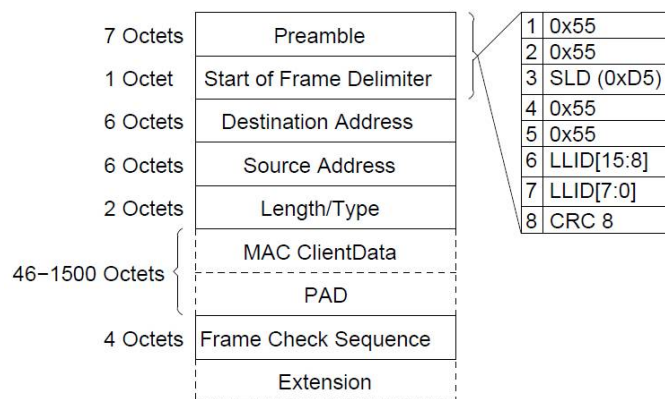 7 Octets Preamble
1 Octet Start of Frame Delimiter
6 Octets Destination Address
6 Octets Source Address
2 Octets Length/Type
46−1500 Octets
MAC ClientData
PAD
4 Octets Frame Check Sequence
Extension
1 0x55
2 0x55
3 SLD (0xD5)
4 0x55
5 0x55
6 LLID[15:8]
7 LLID[7:0]
8 CRC 8